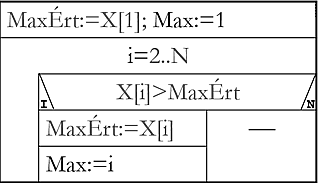 MaxÉrt:=X[1]; Max:=1
i=2..N
X[i]>MaxÉrt
I
N
MaxÉrt:=X[i]
—
Max:=i